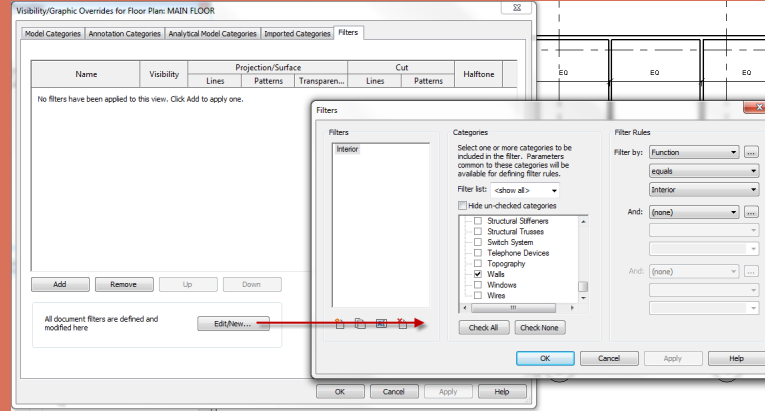 Visibility/Graphic Overrides for Floor Plan: MAIN FLOOR
Model Categories
Annotation Categories
Analytical Model Categories
Imported Categories
Filters
Name
Visibility
Projection/Surface
Cut
Halftone
Lines
Patterns
Transparen...
Lines
Patterns
No filters have been applied to this view. Click Add to apply one.
Add
Remove
Up
Down
All document filters are defined and
modified here
Edit/New...
OK
Cancel
Apply
Help
EQ
EQ
EQ
Filters
Filters
Interior
Categories
Select one or more categories to be
included in the filter. Parameters
common to these categories will be
available for defining filter rules.
Filter list:
<show all>
Hide un-checked categories
Structural Stiffeners
Structural Trusses
Switch System
Telephone Devices
Topography
Walls
Windows
Wires
Check All
Check None
Filter Rules
Filter by:
Function
...
equals
Interior
And:
(none)
...
And:
(none)
...
OK
Cancel
Apply
Help